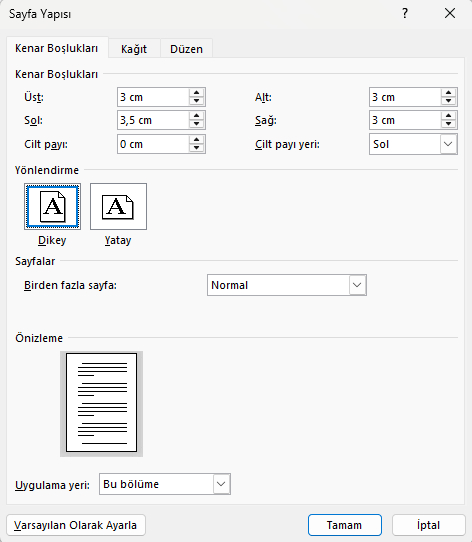 Sayfa Yapısı ? ×
Kenar Boşlukları Kağıt Düzen
Kenar Boşlukları
Üst: 3 cm Alt: 3 cm
Sol: 3,5 cm Sağ: 3 cm
Cilt payı: 0 cm Cilt payı yeri: Sol
Yönlendirme
A A
Dikey Yatay
Sayfalar
Birden fazla sayfa: Normal
Önizleme
Uygulama yeri: Bu bölüme
Varsayılan Olarak Ayarla Tamam İptal